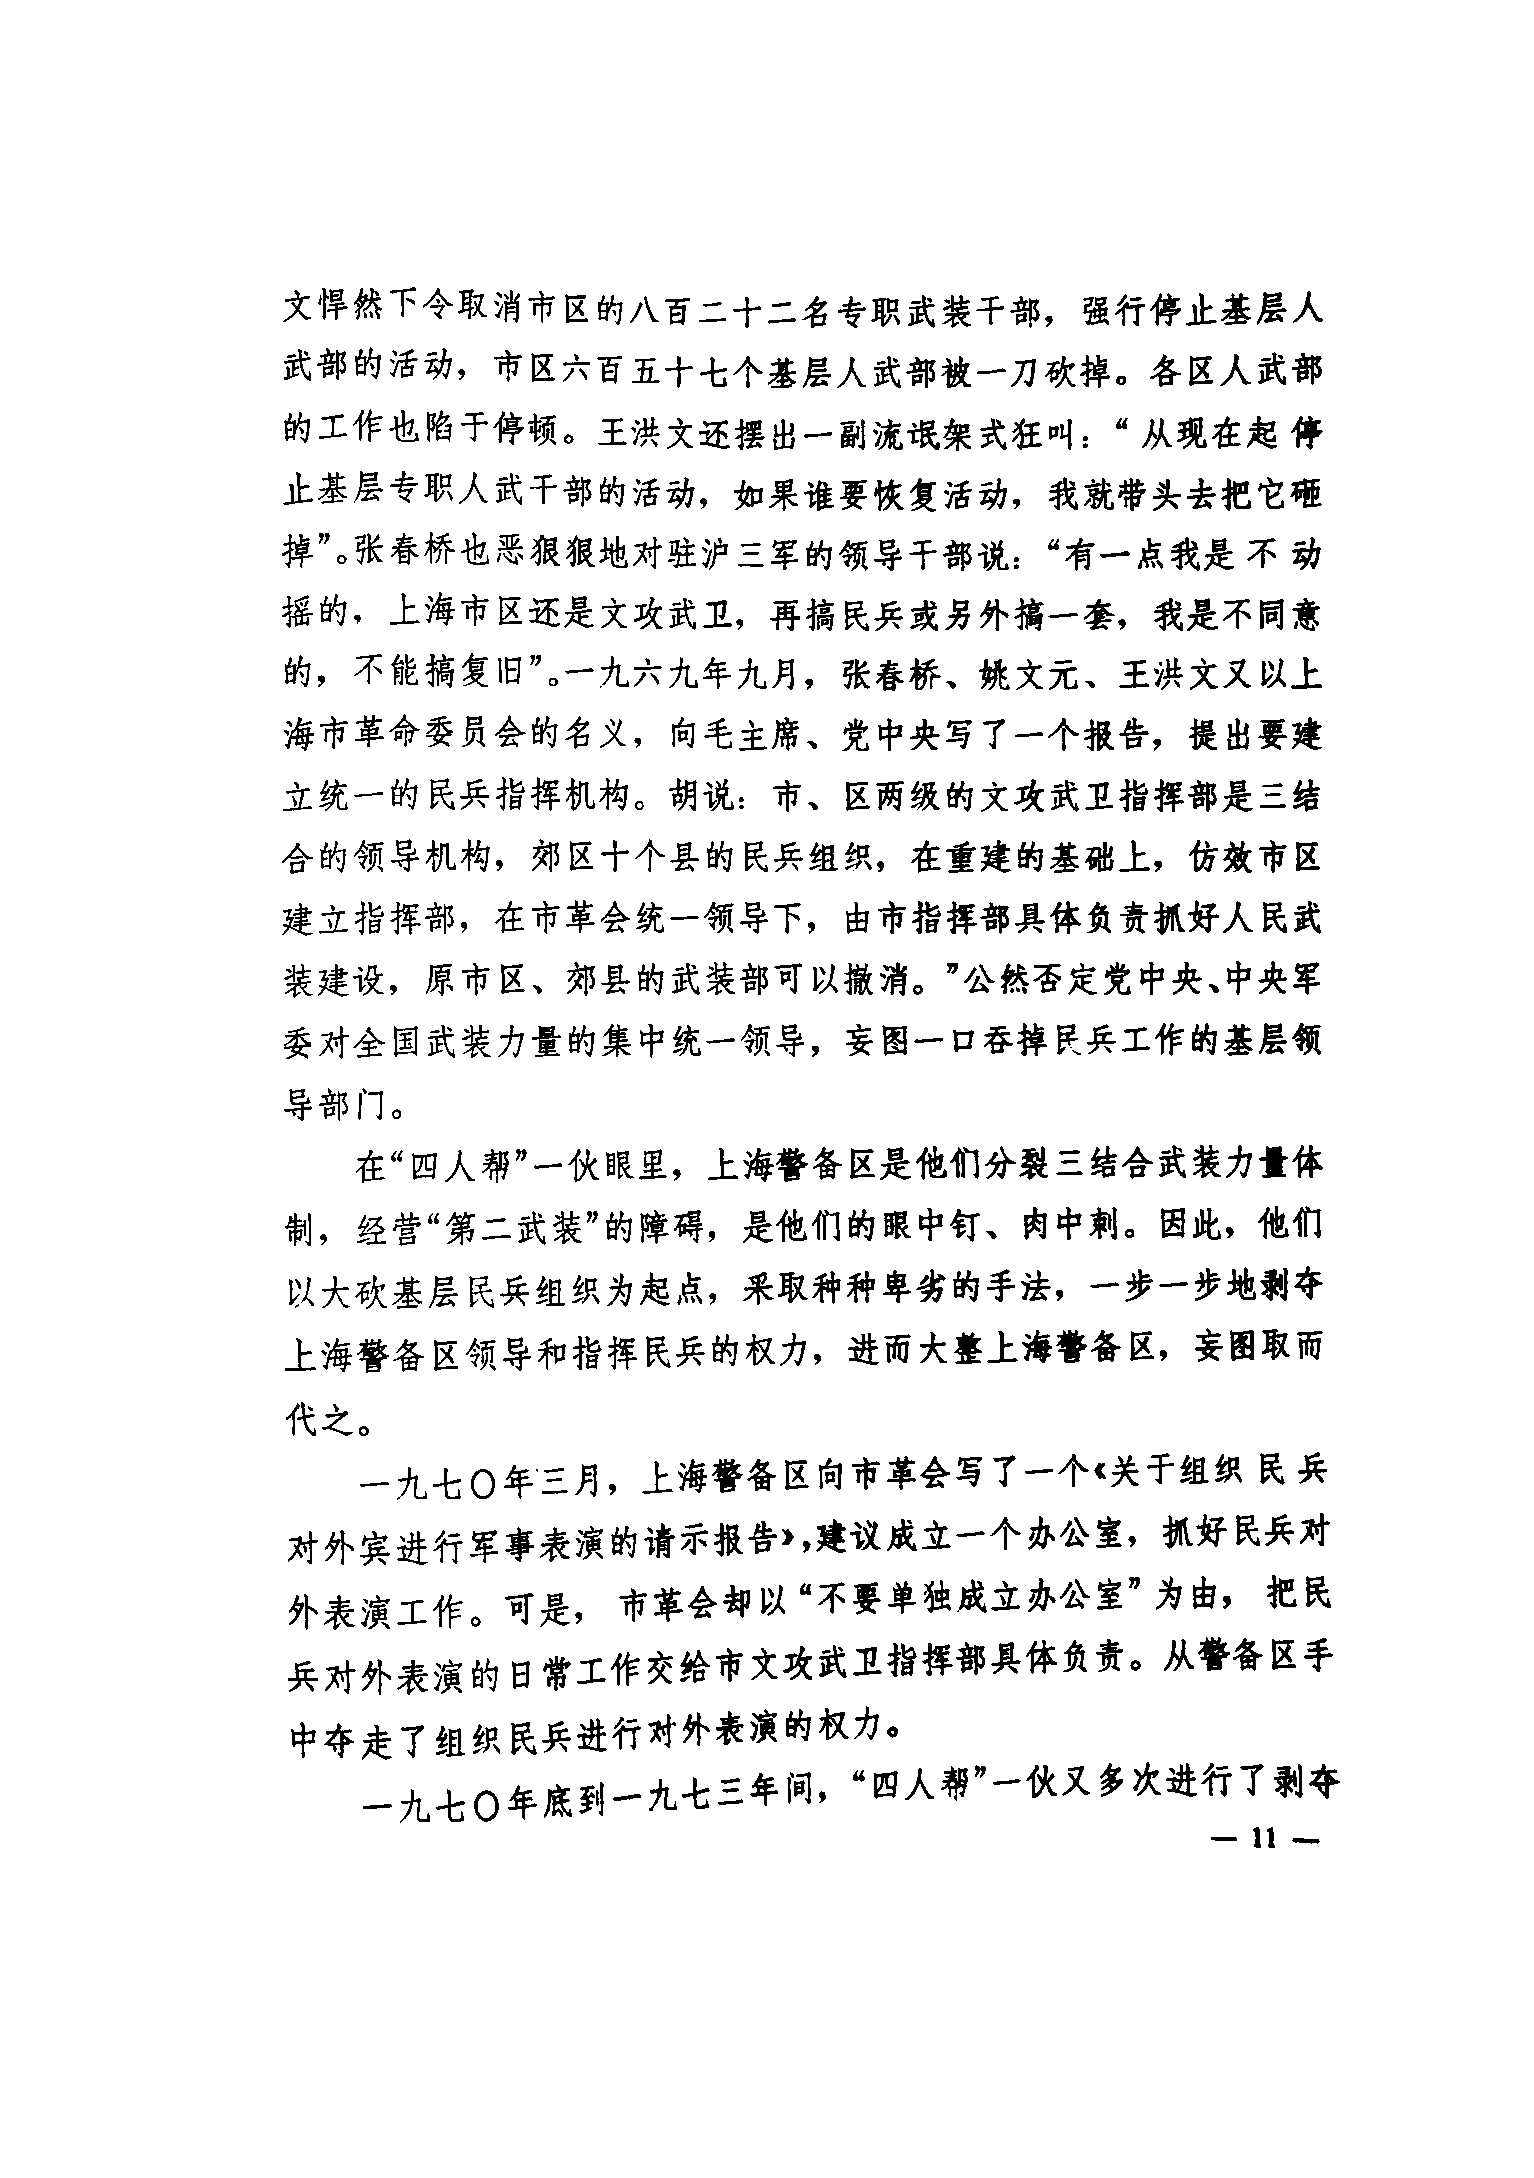 文悍然下令取消市区的八百二十二名专职武装干部，强行停止基层人
武部的活动，市区六百五十七个基层人武部被一刀砍掉。各区人武部
的工作也陷于停顿。王洪文还摆出一副流氓架式狂叫：“从现在起停
止基层专职人武干部的活动，如果谁要恢复活动，我就带头去把它砸
掉”。张春桥也恶狠狠地对驻沪三军的领导干部说：“有一点我是不动
摇的，上海市区还是文攻武卫，再搞民兵或另外搞一套，我是不同意
的，不能搞复旧”。一九六九年九月，张春桥、姚文元、王洪文又以上
海市革命委员会的名义，向毛主席、党中央写了一个报告，提出要建
立统一的民兵指挥机构。胡说：市、区两级的文攻武卫指挥部是三结
合的领导机构，郊区十个县的民兵组织，在重建的基础上，仿效市区
建立指挥部，在市革会统一领导下，由市指挥部具体负责抓好人民武
装建设，原市区、郊县的武装部可以撤消。”公然否定党中央、中央军
委对全国武装力量的集中统一领导，妄图一口吞掉民兵工作的基层领
导部门。
在“四人帮”一伙眼里，上海警备区是他们分裂三结合武装力量体
制，经营“第二武装”的障碍，是他们的眼中钉、肉中刺。因此，他们
以大砍基层民兵组织为起点，采取种种卑劣的手法，一步一步地剥夺
上海警备区领导和指挥民兵的权力，进而大整上海警备区，妄图取而
代之。
一九七〇年三月，上海警备区向市革会写了一个《关于组织民兵
对外宾进行军事表演的请示报告》，建议成立一个办公室，抓好民兵对
外表演工作。可是，市革会却以“不要单独成立办公室”为由，把民
兵对外表演的日常工作交给市文攻武卫指挥部具体负责。从警备区手
中夺走了组织民兵进行对外表演的权力。
一九七〇年底到一九七三年间，“四人帮”一伙又多次进行了剥夺
— 11 —